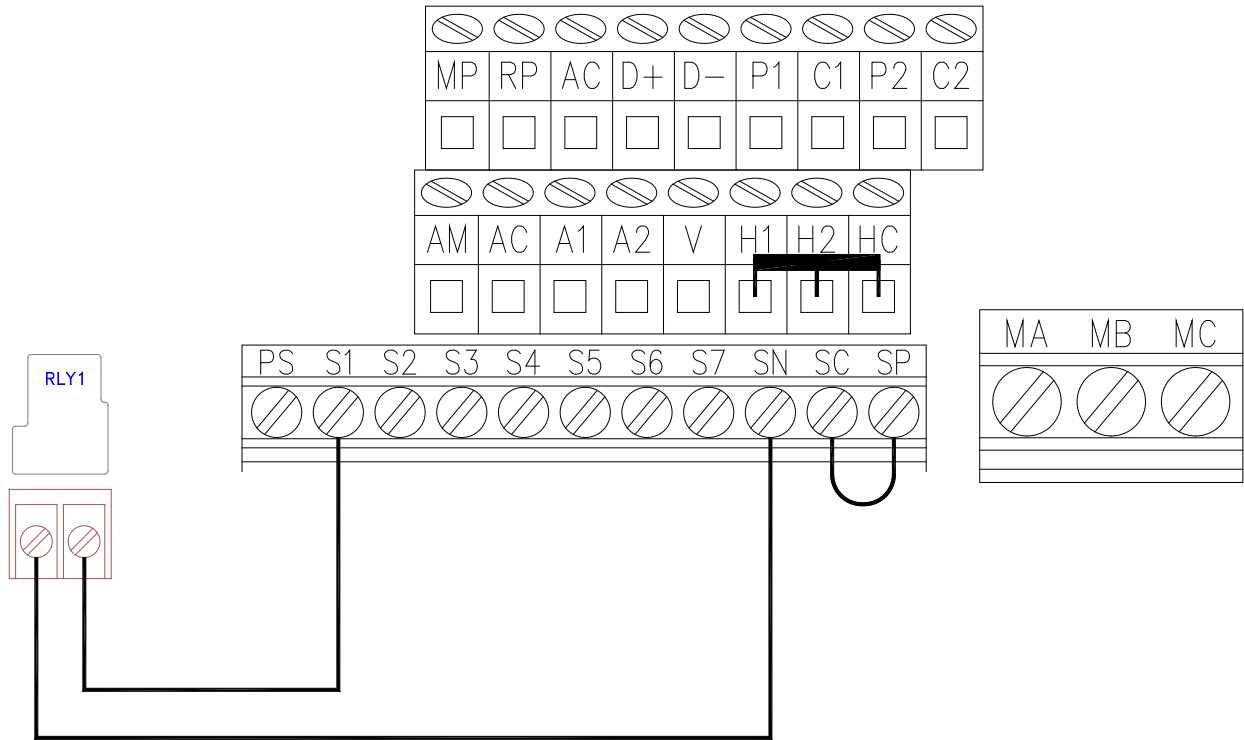 MP RP AC D+ D- P1 C1 P2 C2
AM AC A1 A2 V H1 H2 HC
MA MB MC
PS S1 S2 S3 S4 S5 S6 S7 SN SC SP
RLY1